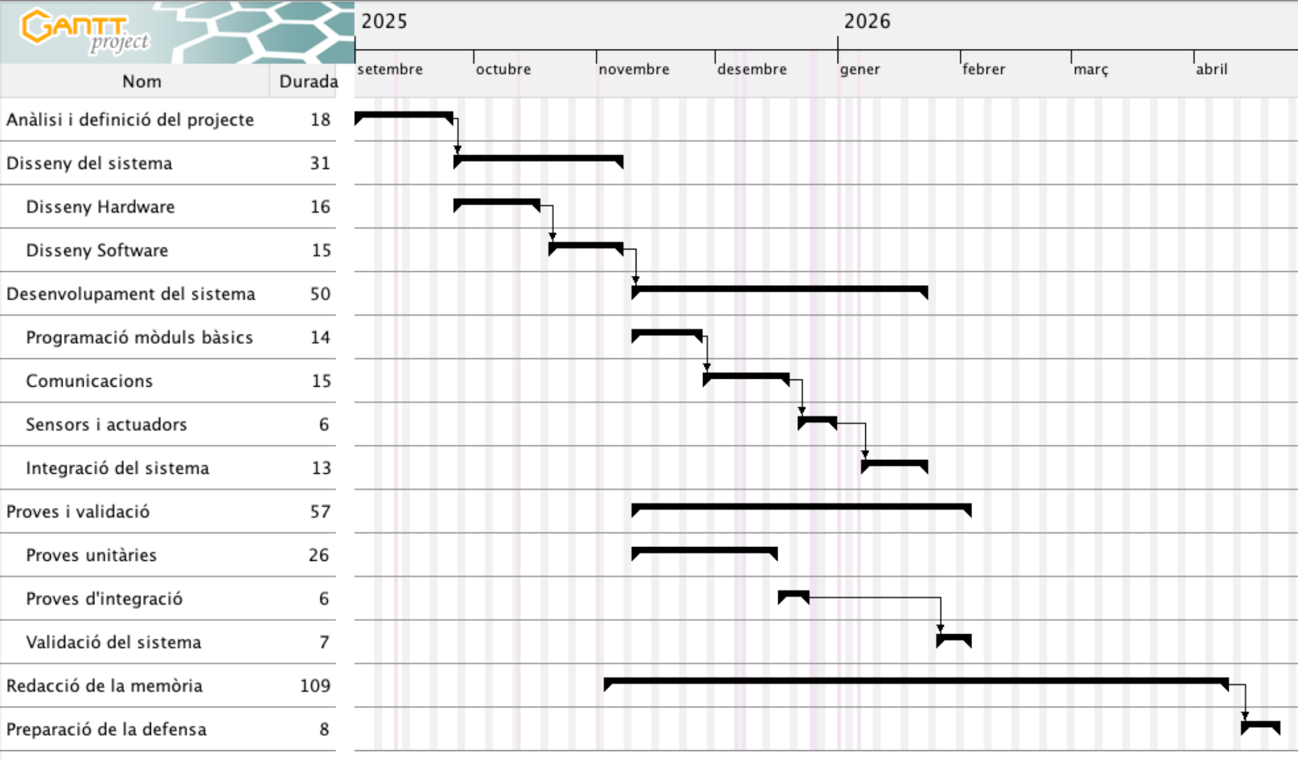 GANTT
project
2025
2026
setembre octubre novembre desembre gener febrer març abril
Nom Durada
Anàlisi i definició del projecte 18
Disseny del sistema 31
Disseny Hardware 16
Disseny Software 15
Desenvolupament del sistema 50
Programació mòduls bàsics 14
Comunicacions 15
Sensors i actuadors 6
Integració del sistema 13
Proves i validació 57
Proves unitàries 26
Proves d'integració 6
Validació del sistema 7
Redacció de la memòria 109
Preparació de la defensa 8